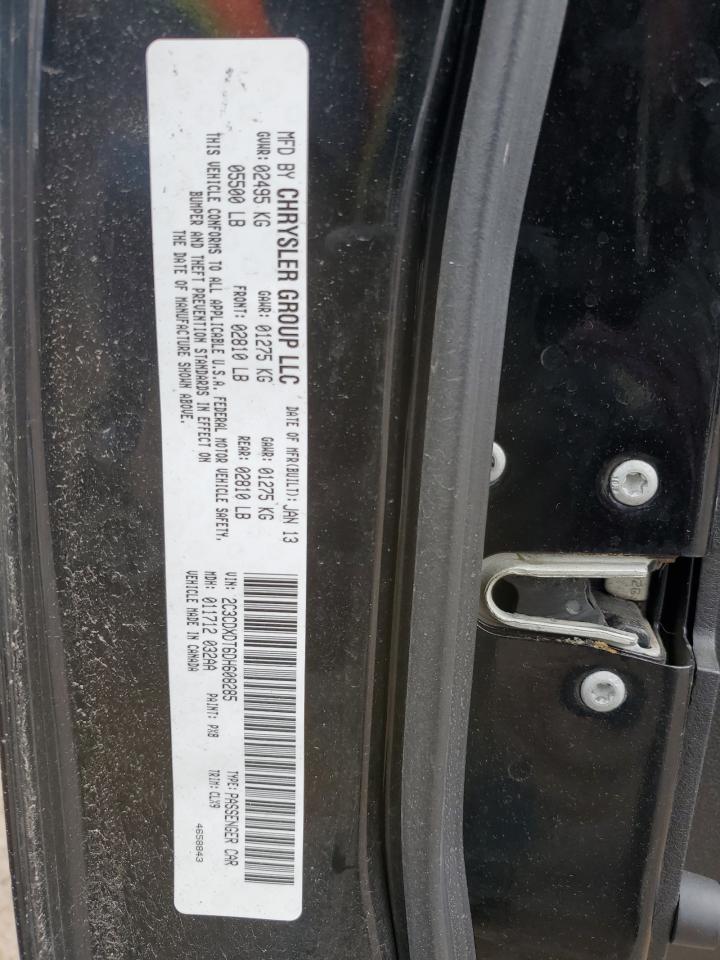 MFD BY CHRYSLER GROUP LLC
DATE OF MFR(BUILT): JAN 13
GVWR: 02495 KG
GAWR: 01275 KG
GAWR: 01275 KG
05500 LB
FRONT: 02810 LB
REAR: 02810 LB
THIS VEHICLE CONFORMS TO ALL APPLICABLE U.S.A. FEDERAL MOTOR VEHICLE SAFETY,
BUMPER AND THEFT PREVENTION STANDARDS IN EFFECT ON
THE DATE OF MANUFACTURE SHOWN ABOVE.
VIN: 2C3CDXDT6DH608285
TYPE: PASSENGER CAR
MDH: 011712 032AA
PAINT: PX8
TRIM: CLX9
VEHICLE MADE IN CANADA
4658843